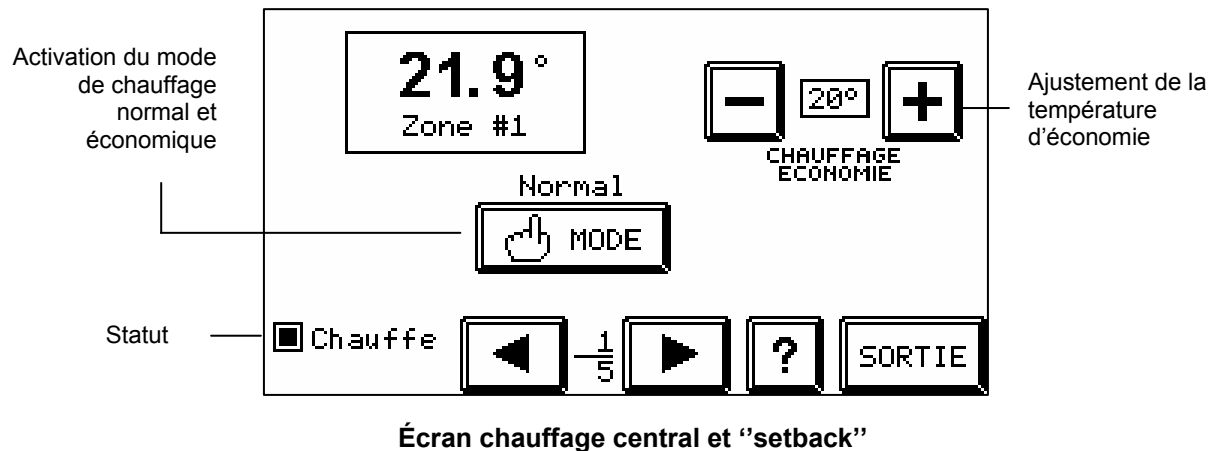 Activation du mode
de chauffage
normal et
économique
21.9°
Zone #1
20°
CHAUFFAGE
ECONOMIE
Ajustement de la
température
d'économie
Normal
MODE
Statut
Chauffe
1
5
?
SORTIE
Écran chauffage central et ‘’setback’’